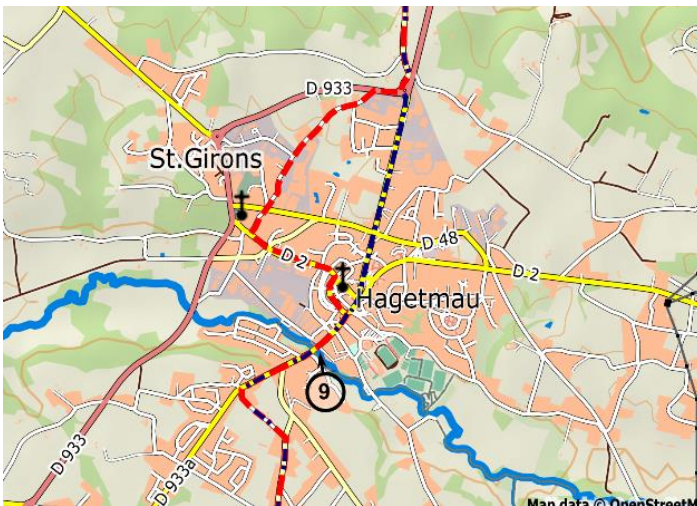 D 933
St.Girons
D 48
D 2
D 2
Hagetmau
9
D 933
D 933a
Map data © OpenStreetM